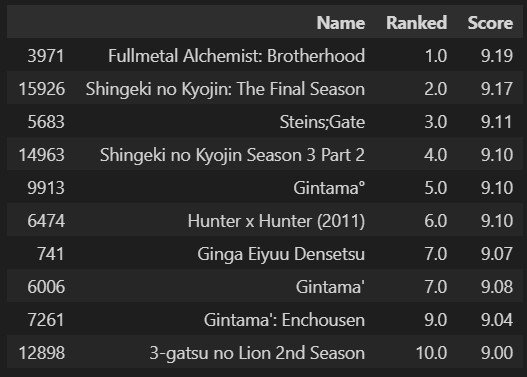 Name Ranked Score
3971 Fullmetal Alchemist: Brotherhood 1.0 9.19
15926 Shingeki no Kyojin: The Final Season 2.0 9.17
5683 Steins;Gate 3.0 9.11
14963 Shingeki no Kyojin Season 3 Part 2 4.0 9.10
9913 Gintama° 5.0 9.10
6474 Hunter x Hunter (2011) 6.0 9.10
741 Ginga Eiyuu Densetsu 7.0 9.07
6006 Gintama' 7.0 9.08
7261 Gintama': Enchousen 9.0 9.04
12898 3-gatsu no Lion 2nd Season 10.0 9.00